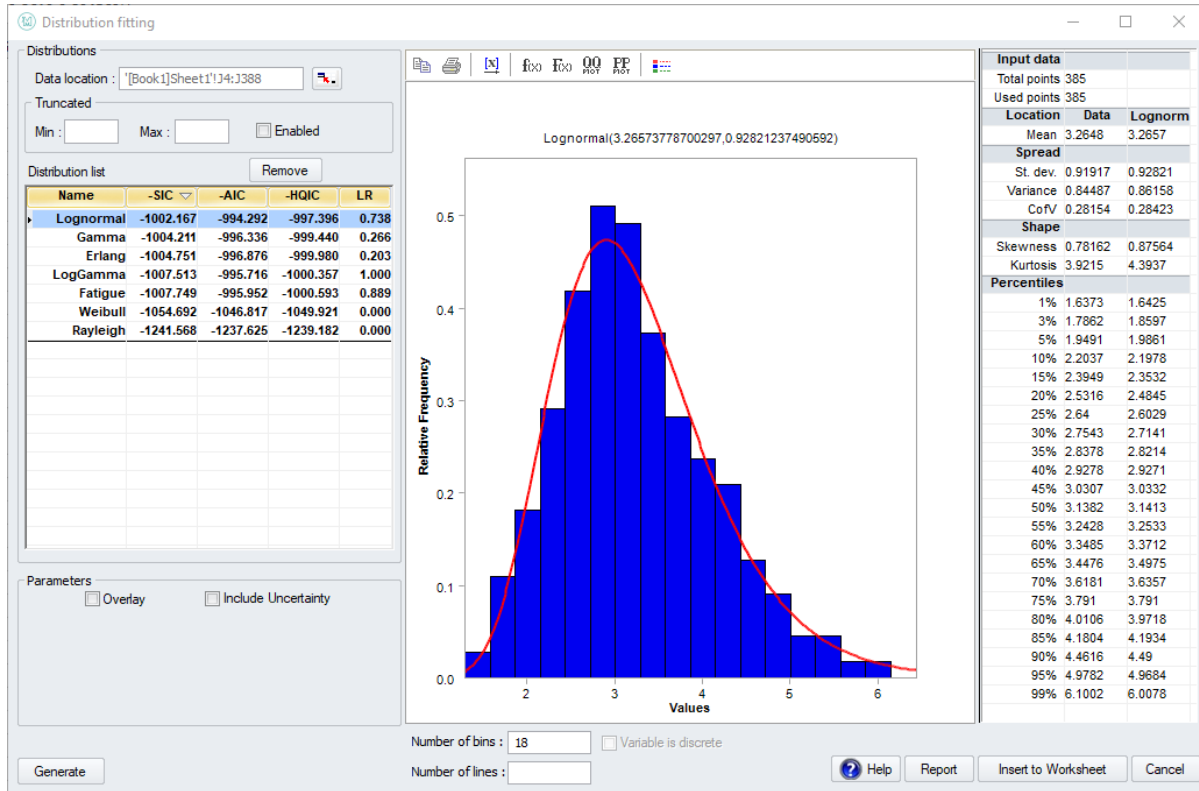 Distribution fitting
Distributions
Data location : '[Book1]Sheet1'!J4:J388
Truncated
Min : Max : Enabled
Distribution list Remove
Name -SIC -AIC -HQIC LR
Lognormal -1002.167 -994.292 -997.396 0.738
Gamma -1004.211 -996.336 -999.440 0.266
Erlang -1004.751 -996.876 -999.980 0.203
LogGamma -1007.513 -995.716 -1000.357 1.000
Fatigue -1007.749 -995.952 -1000.593 0.889
Weibull -1054.692 -1046.817 -1049.921 0.000
Rayleigh -1241.568 -1237.625 -1239.182 0.000
Parameters
Overlay Include Uncertainty
Generate
[x] f(x) F(x) QQ PLOT PP PLOT
Lognormal(3.26573778700297,0.92821237490592)
Relative Frequency
0.5
0.4
0.3
0.2
0.1
0.0
2 3 4 5 6
Values
Number of bins : 18 Variable is discrete
Number of lines :
Input data
Total points 385
Used points 385
Location Data Lognorm
Mean 3.2648 3.2657
Spread
St. dev. 0.91917 0.92821
Variance 0.84487 0.86158
CofV 0.28154 0.28423
Shape
Skewness 0.78162 0.87564
Kurtosis 3.9215 4.3937
Percentiles
1% 1.6373 1.6425
3% 1.7862 1.8597
5% 1.9491 1.9861
10% 2.2037 2.1978
15% 2.3949 2.3532
20% 2.5316 2.4845
25% 2.64 2.6029
30% 2.7543 2.7141
35% 2.8378 2.8214
40% 2.9278 2.9271
45% 3.0307 3.0332
50% 3.1382 3.1413
55% 3.2428 3.2533
60% 3.3485 3.3712
65% 3.4476 3.4975
70% 3.6181 3.6357
75% 3.791 3.791
80% 4.0106 3.9718
85% 4.1804 4.1934
90% 4.4616 4.49
95% 4.9782 4.9684
99% 6.1002 6.0078
Help Report Insert to Worksheet Cancel